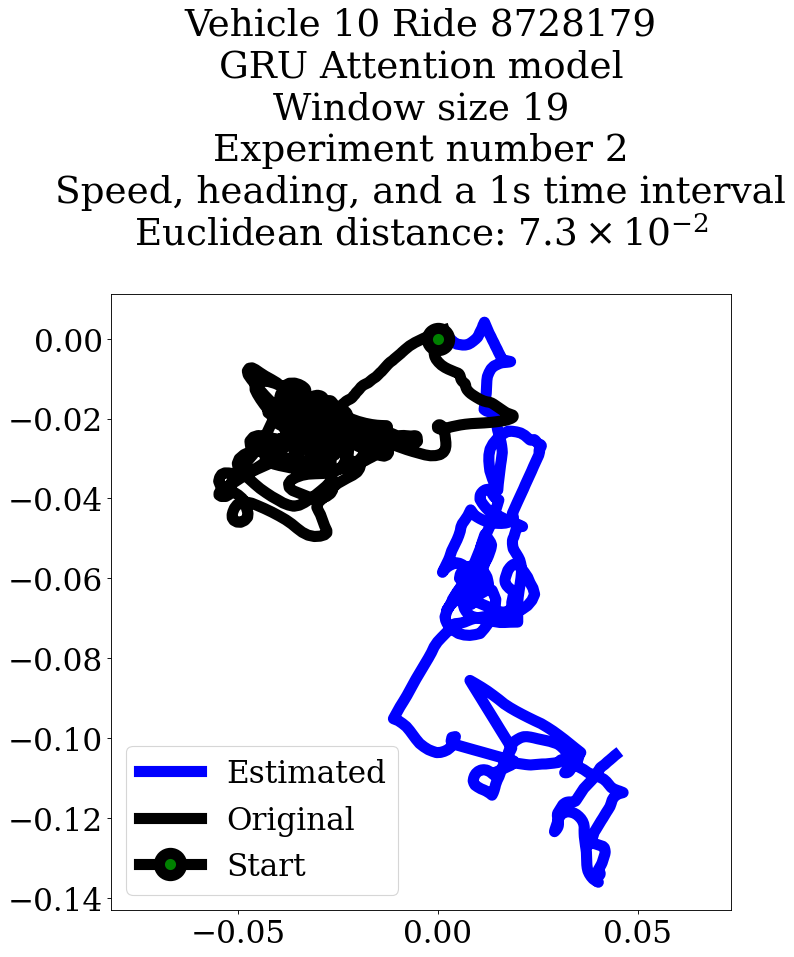 Vehicle 10 Ride 8728179
GRU Attention model
Window size 19
Experiment number 2
Speed, heading, and a 1s time interval
Euclidean distance: 7.3 × 10⁻²
0.00
−0.02
−0.04
−0.06
−0.08
−0.10
−0.12
−0.14
Estimated
Original
Start
−0.05
0.00
0.05